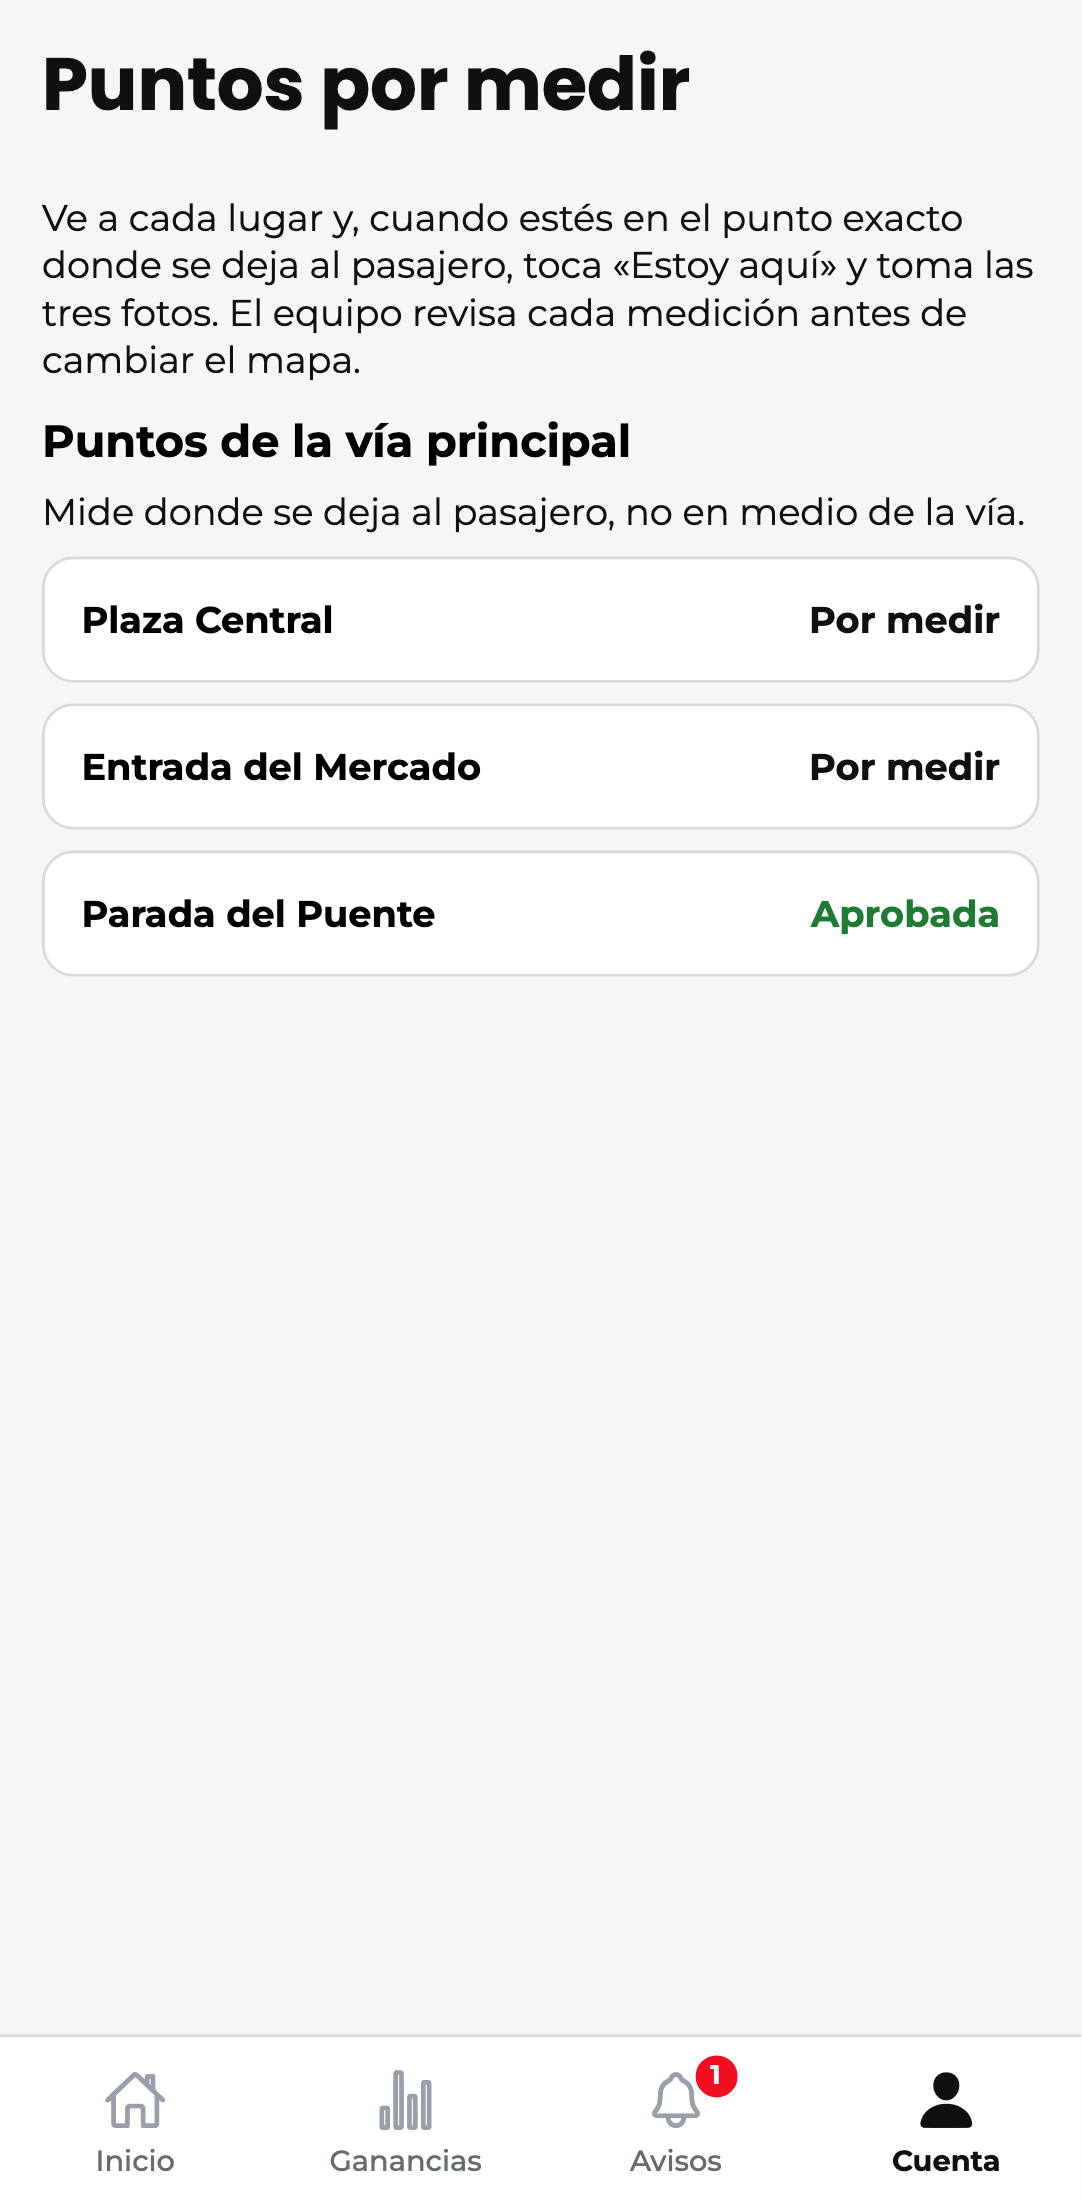 Puntos por medir
Ve a cada lugar y, cuando estés en el punto exacto
donde se deja al pasajero, toca «Estoy aquí» y toma las
tres fotos. El equipo revisa cada medición antes de
cambiar el mapa.
Puntos de la vía principal
Mide donde se deja al pasajero, no en medio de la vía.
Plaza Central Por medir
Entrada del Mercado Por medir
Parada del Puente Aprobada
1
Inicio Ganancias Avisos Cuenta